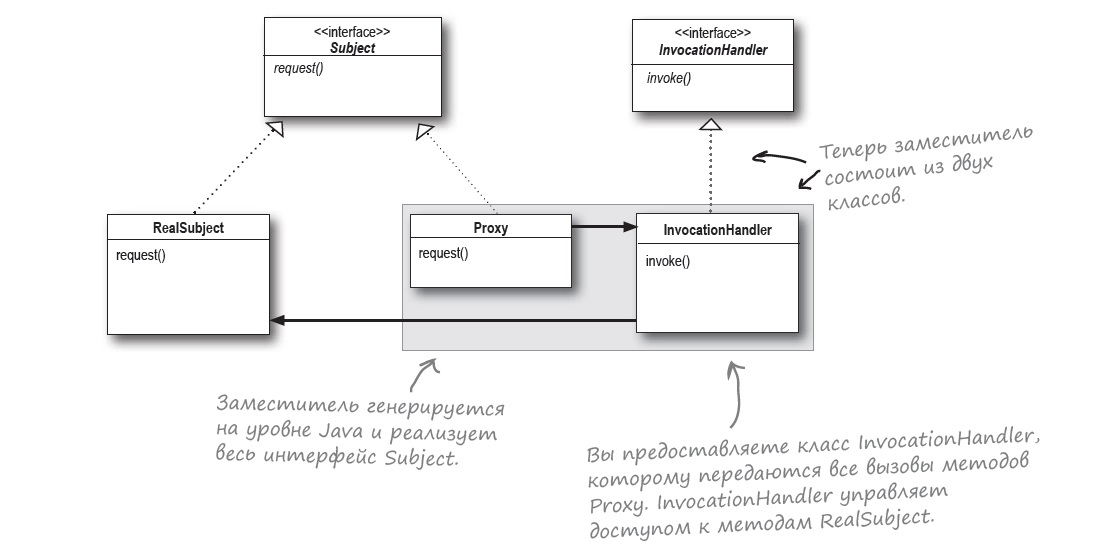 <<interface>>
Subject
request()
<<interface>>
InvocationHandler
invoke()
Теперь заместитель
состоит из двух
классов.
RealSubject
request()
Proxy
request()
InvocationHandler
invoke()
Заместитель генерируется
на уровне Java и реализует
весь интерфейс Subject.
Вы предоставляете класс InvocationHandler,
которому передаются все вызовы методов
Proxy. InvocationHandler управляет
доступом к методам RealSubject.